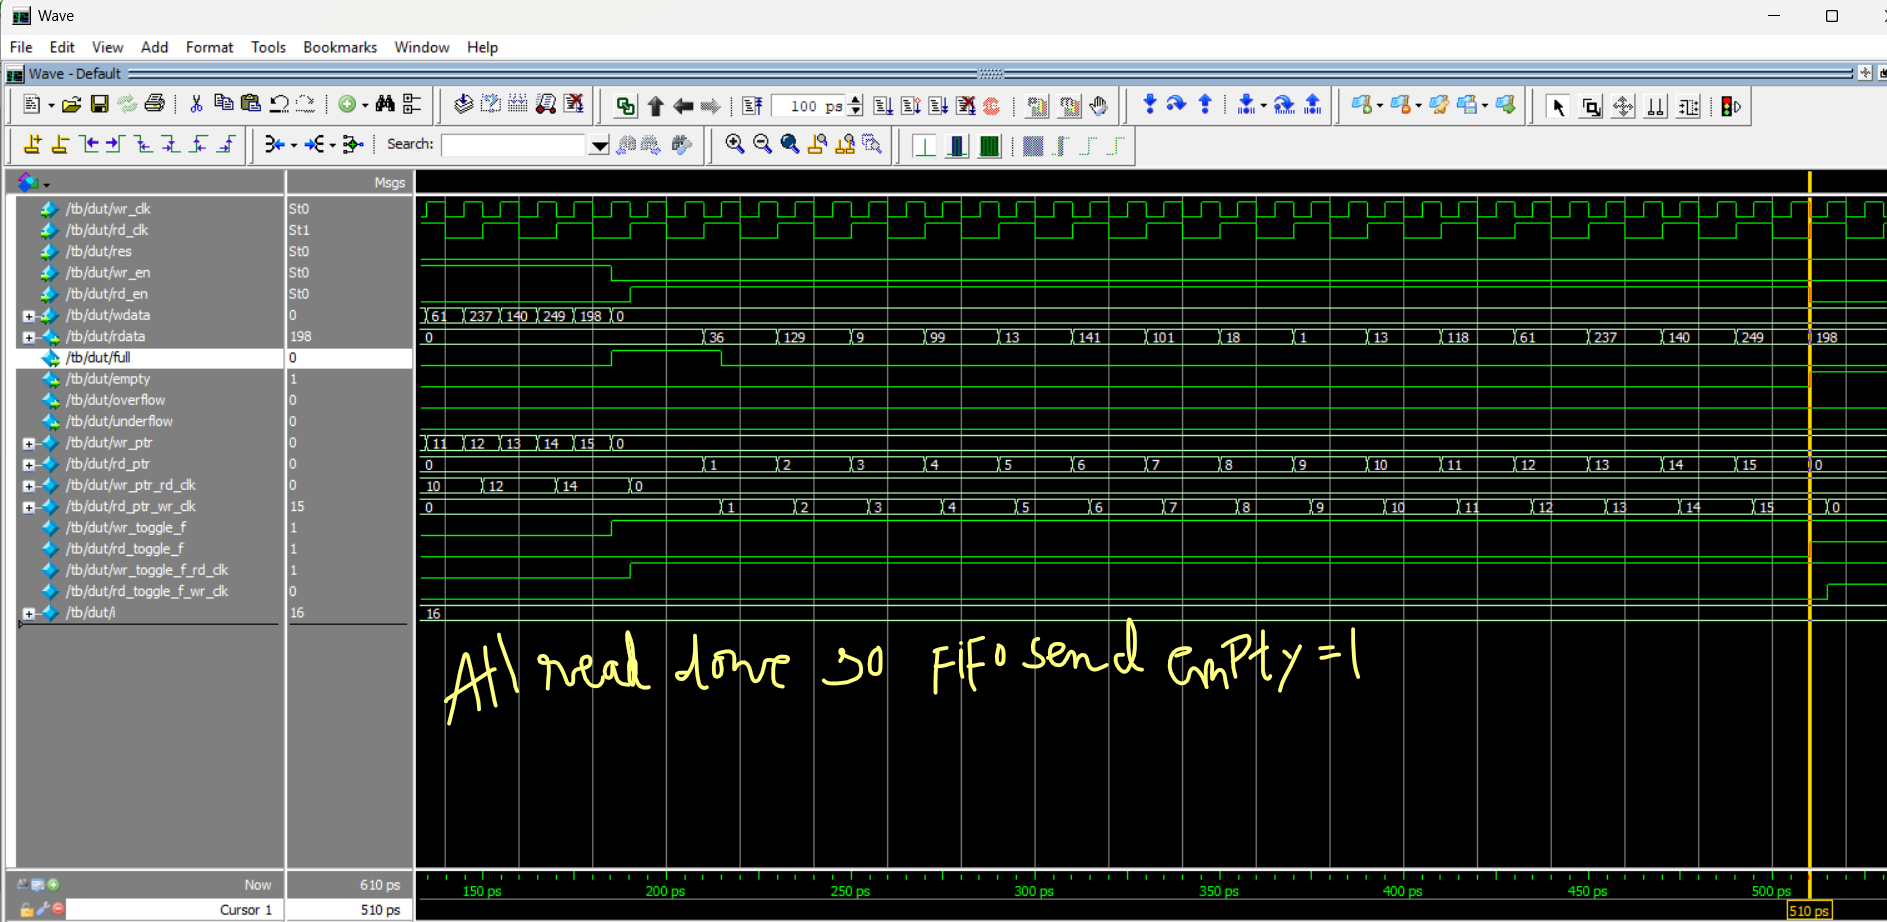 Wave
File Edit View Add Format Tools Bookmarks Window Help
Wave - Default
100 ps
Search:
Msgs
/tb/dut/wr_clk St0
/tb/dut/rd_clk St1
/tb/dut/res St0
/tb/dut/wr_en St0
/tb/dut/rd_en St0
/tb/dut/wdata 0 61 237 140 249 198 0
/tb/dut/rdata 198 0 36 129 9 99 13 141 101 18 1 13 118 61 237 140 249 198
/tb/dut/full 0
/tb/dut/empty 1
/tb/dut/overflow 0
/tb/dut/underflow 0
/tb/dut/wr_ptr 0 11 12 13 14 15 0
/tb/dut/rd_ptr 0 0 1 2 3 4 5 6 7 8 9 10 11 12 13 14 15 0
/tb/dut/wr_ptr_rd_clk 0 10 12 14 0
/tb/dut/rd_ptr_wr_clk 15 0 1 2 3 4 5 6 7 8 9 10 11 12 13 14 15 0
/tb/dut/wr_toggle_f 1
/tb/dut/rd_toggle_f 1
/tb/dut/wr_toggle_f_rd_clk 1
/tb/dut/rd_toggle_f_wr_clk 0
/tb/dut/i 16 16
All read done so FiFo send emPty =1
Now 610 ps 150 ps 200 ps 250 ps 300 ps 350 ps 400 ps 450 ps 500 ps
Cursor 1 510 ps 510 ps